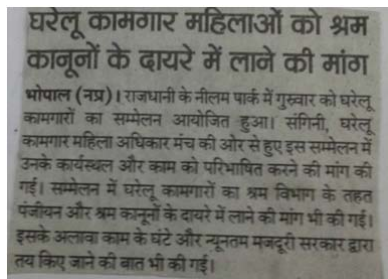 घरेलू कामगार महिलाओं को श्रम
कानूनों के दायरे में लाने की मांग
भोपाल (नप्र)। राजधानी के नीलम पार्क में गुरुवार को घरेलू
कामगारों का सम्मेलन आयोजित हुआ। संगिनी, घरेलू
कामगार महिला अधिकार मंच की ओर से हुए इस सम्मेलन में
उनके कार्यस्थल और काम को परिभाषित करने की मांग की
गई। सम्मेलन में घरेलू कामगारों का श्रम विभाग के तहत
पंजीयन और श्रम कानूनों के दायरे में लाने की मांग भी की गई।
इसके अलावा काम के घंटे और न्यूनतम मजदूरी सरकार द्वारा
तय किए जाने की बात भी की गई।